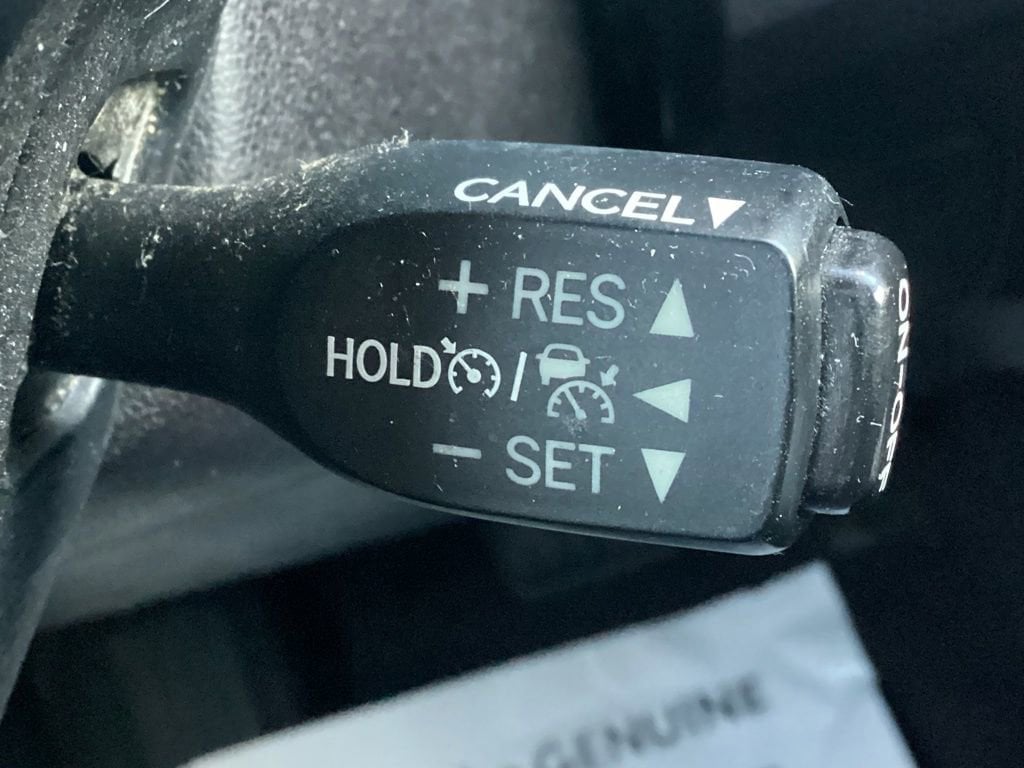 CANCEL
+ RES
HOLD /
- SET
ON-OFF
GENUINE